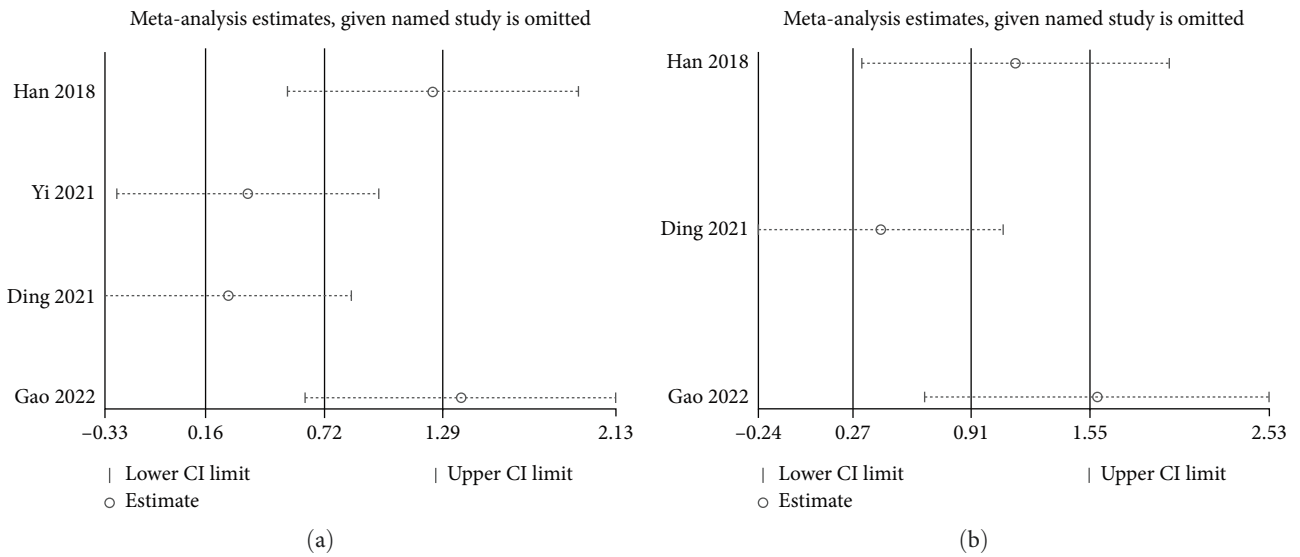 Meta-analysis estimates, given named study is omitted
Han 2018
Yi 2021
Ding 2021
Gao 2022
−0.33 0.16 0.72 1.29 2.13
| Lower CI limit | Upper CI limit
○ Estimate
(a)
Meta-analysis estimates, given named study is omitted
Han 2018
Ding 2021
Gao 2022
−0.24 0.27 0.91 1.55 2.53
| Lower CI limit | Upper CI limit
○ Estimate
(b)